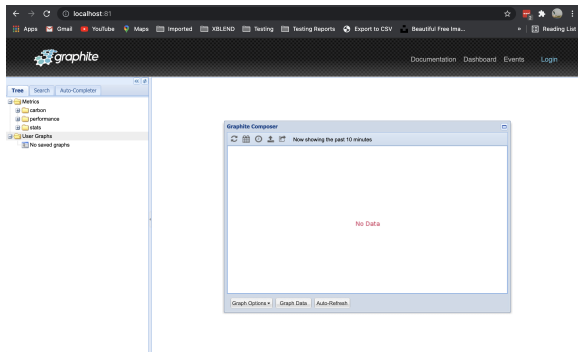 localhost:81
Apps Gmail YouTube Maps Imported XBLEND Testing Testing Reports Export to CSV Beautiful Free Ima... » Reading List
graphite
Documentation Dashboard Events Login
Tree Search Auto-Completer
Metrics
carbon
performance
stats
User Graphs
No saved graphs
Graphite Composer
Now showing the past 10 minutes
No Data
Graph Options Graph Data Auto-Refresh